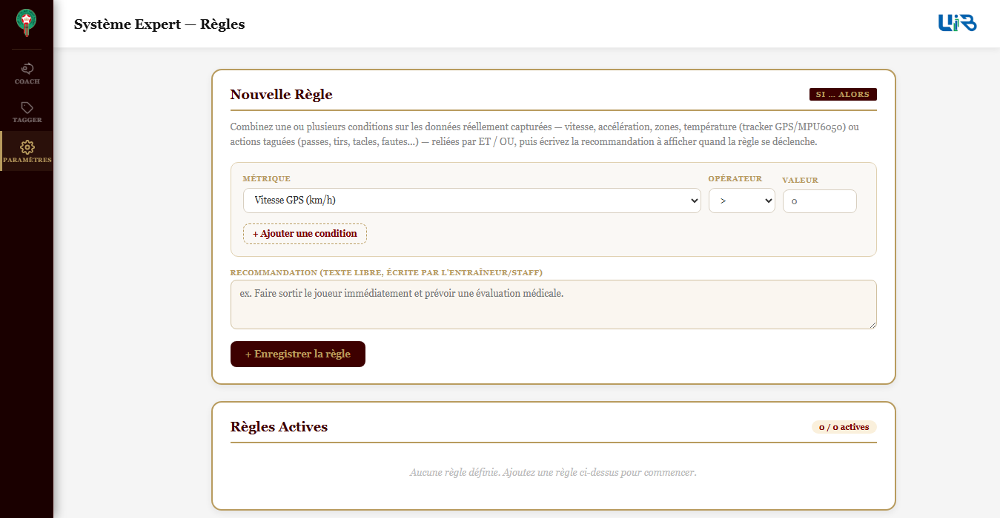 Système Expert — Règles
UiB
COACH
TAGGER
PARAMÈTRES
Nouvelle Règle
SI ... ALORS
Combinez une ou plusieurs conditions sur les données réellement capturées — vitesse, accélération, zones, température (tracker GPS/MPU6050) ou
actions taguées (passes, tirs, tacles, fautes...) — reliées par ET / OU, puis écrivez la recommandation à afficher quand la règle se déclenche.
MÉTRIQUE
OPÉRATEUR
VALEUR
Vitesse GPS (km/h)
>
0
+ Ajouter une condition
RECOMMANDATION (TEXTE LIBRE, ÉCRITE PAR L'ENTRAÎNEUR/STAFF)
ex. Faire sortir le joueur immédiatement et prévoir une évaluation médicale.
+ Enregistrer la règle
Règles Actives
0 / 0 actives
Aucune règle définie. Ajoutez une règle ci-dessus pour commencer.